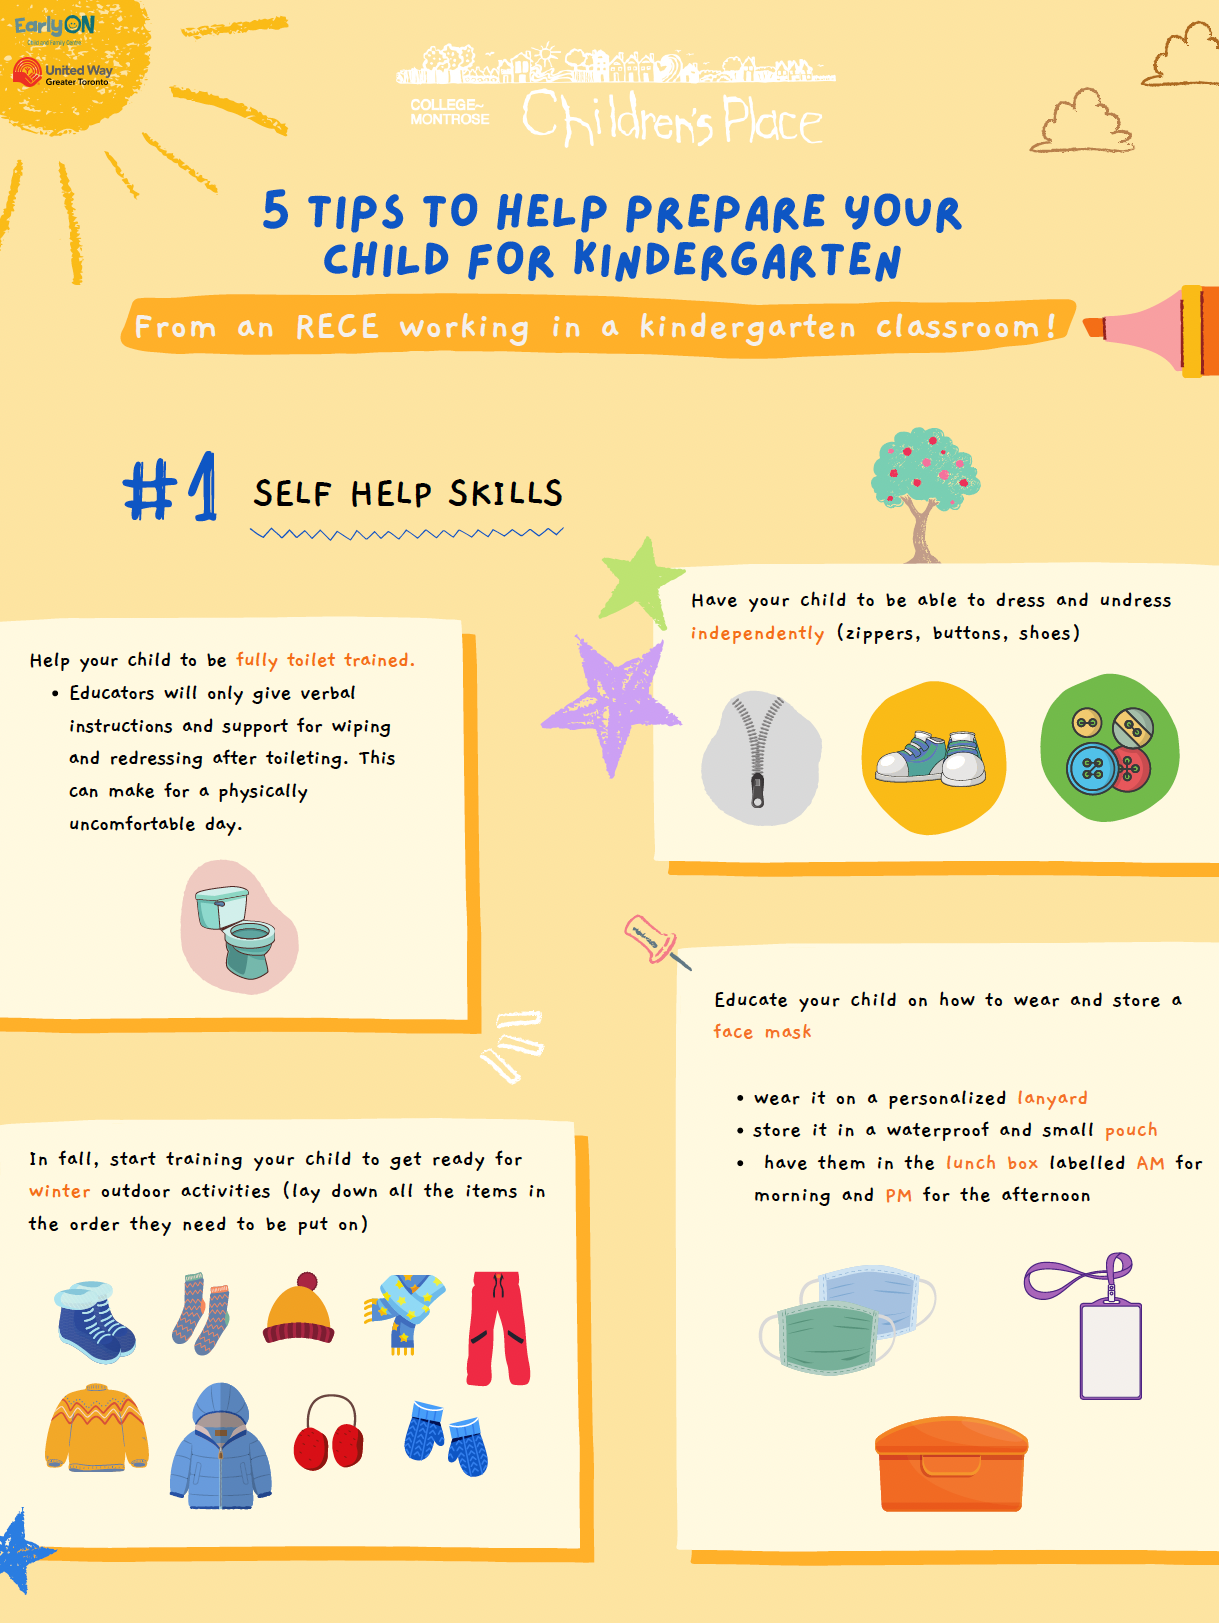 EarlyON
Child and Family Centre
United Way
Greater Toronto
COLLEGE~
MONTROSE
Children's Place
5 TIPS TO HELP PREPARE YOUR
CHILD FOR KINDERGARTEN
From an RECE working in a kindergarten classroom!
#1 SELF HELP SKILLS
Have your child to be able to dress and undress
independently (zippers, buttons, shoes)
Help your child to be fully toilet trained.
• Educators will only give verbal
instructions and support for wiping
and redressing after toileting. This
can make for a physically
uncomfortable day.
Educate your child on how to wear and store a
face mask
• wear it on a personalized lanyard
• store it in a waterproof and small pouch
• have them in the lunch box labelled AM for
morning and PM for the afternoon
In fall, start training your child to get ready for
winter outdoor activities (lay down all the items in
the order they need to be put on)